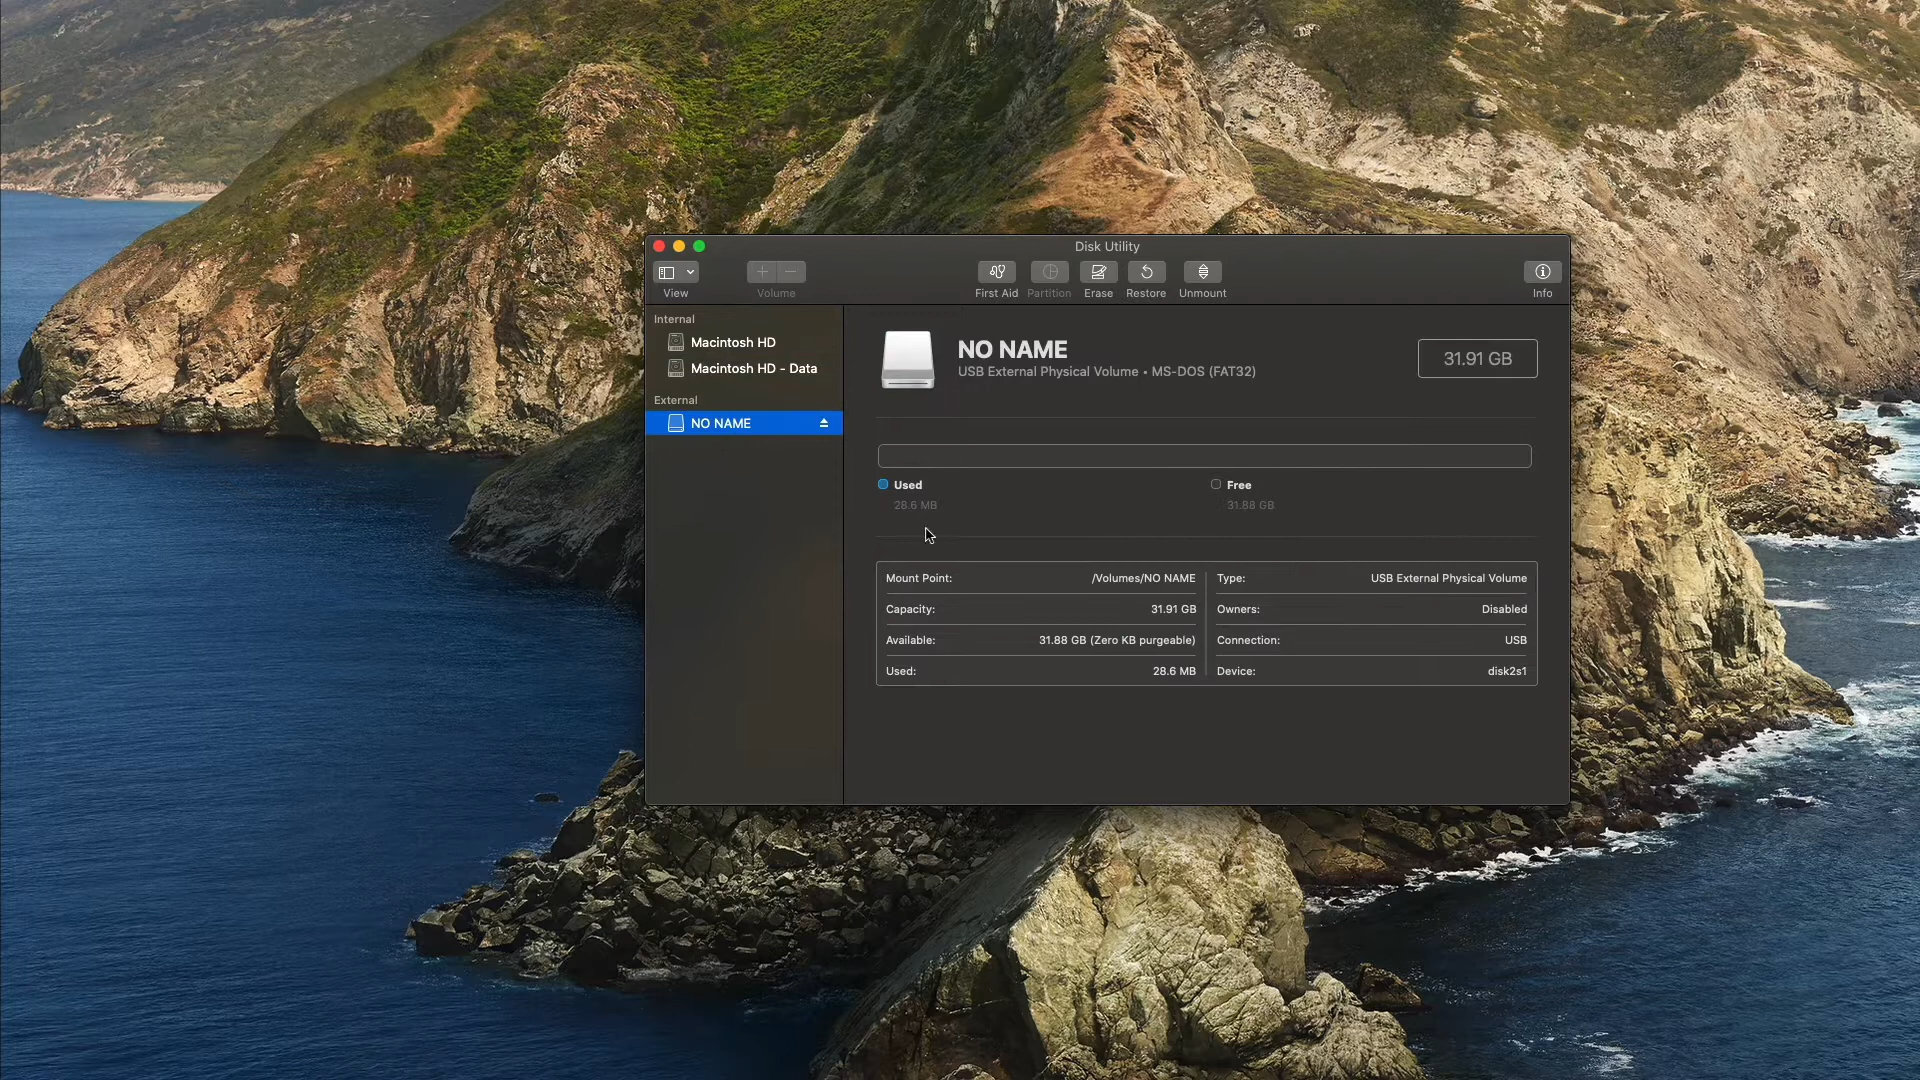 Disk Utility
View
Volume
First Aid
Partition
Erase
Restore
Unmount
Info
Internal
Macintosh HD
Macintosh HD - Data
External
NO NAME
NO NAME
USB External Physical Volume • MS-DOS (FAT32)
31.91 GB
Used
28.6 MB
Free
31.88 GB
Mount Point: /Volumes/NO NAME
Capacity: 31.91 GB
Available: 31.88 GB (Zero KB purgeable)
Used: 28.6 MB
Type: USB External Physical Volume
Owners: Disabled
Connection: USB
Device: disk2s1